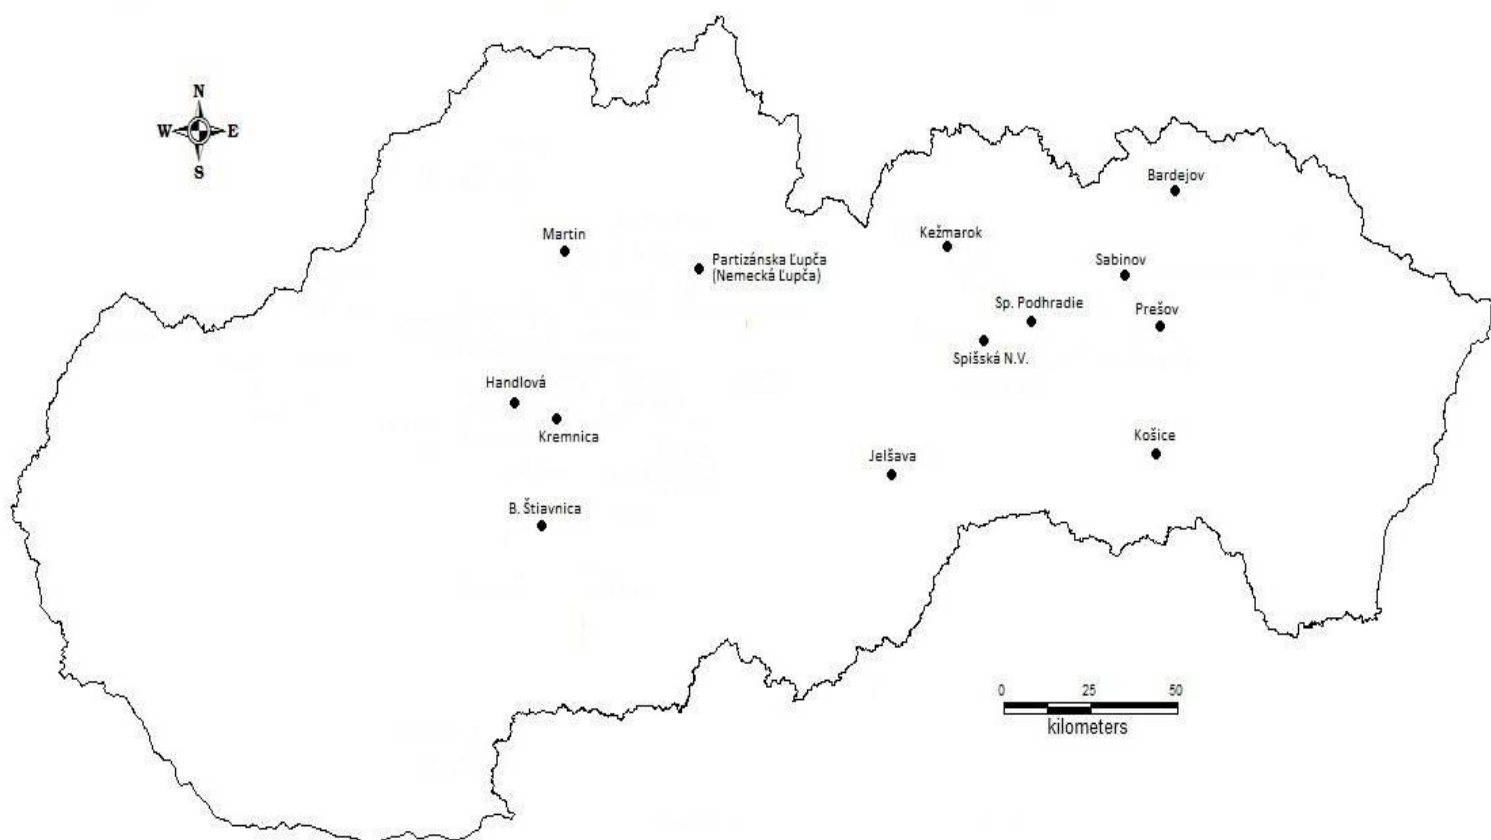 N
W E
S
Bardejov
Martin
Kežmarok
Partizánska Ľupča
(Nemecká Ľupča)
Sabinov
Sp. Podhradie
Prešov
Spišská N.V.
Handlová
Kremnica
Košice
Jelšava
B. Štiavnica
0 25 50
kilometers